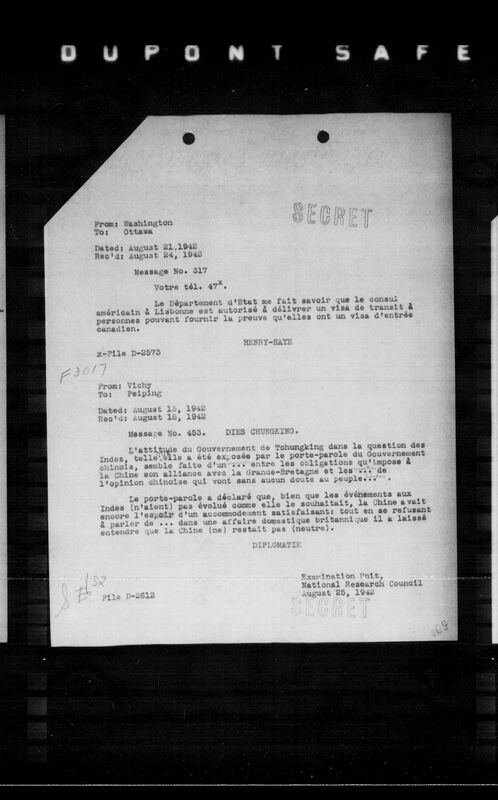 DUPONT SAFE
SECRET
From: Washington
To: Ottawa
Dated: August 21,1942
Rec'd: August 24, 1942
Message No. 317
Votre tél. 47x.
Le Département d'Etat me fait savoir que le consul
américain à Lisbonne est autorisé à délivrer un visa de transit à
personnes pouvant fournir la preuve qu'elles ont un visa d'entrée
canadien.
HENRY-HAYE
x-File D-2573
F3017
From: Vichy
To: Peiping
Dated: August 15, 1942
Rec'd: August 18, 1942
Message No. 453. DIES CHUNGKING.
L'attitude du Gouvernement de Tchungking dans la question des
Indes, telle elle a été exposée par le porte-parole du Gouvernement
chinois, semble faite d'un ... entre les obligations qu'impose à
la Chine son alliance avec la Grande-Bretagne et les ... de
l'opinion chinoise qui vont sans aucun doute au peuple...
Le porte-parole a déclaré que, bien que les événements aux
Indes (n'aient) pas évolué comme elle le souhaitait, la Chine avait
encore l'espoir d'un accommodement satisfaisant; tout en se refusant
à parler de ... dans une affaire domestique britannique il a laissé
entendre que la Chine (ne) restait pas (neutre).
DIPLOMATIE
File D-2612
Examination Unit,
National Research Council
August 25, 1942
SECRET